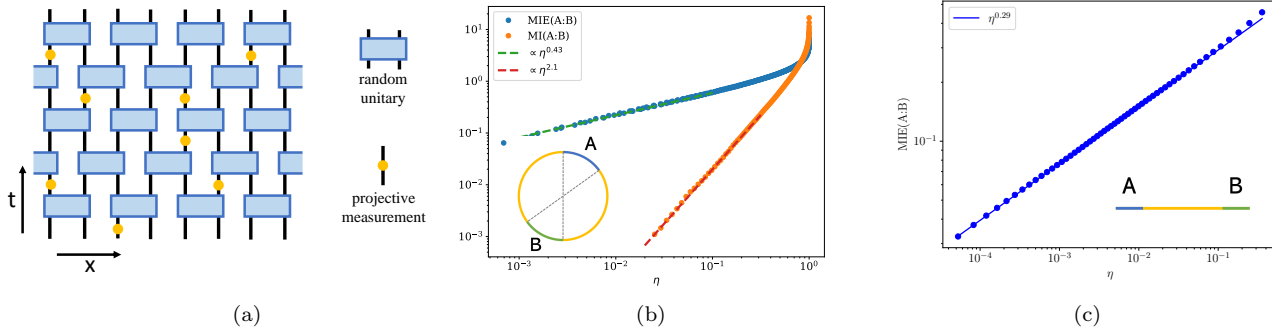 t
x
random
unitary
projective
measurement
(a)
MIE(A:B)
MI(A:B)
∝ η^0.43
∝ η^2.1
10^1
10^0
10^-1
10^-2
10^-3
A
B
10^-3
10^-2
10^-1
10^0
η
(b)
η^0.29
MIE(A:B)
10^-1
A
B
10^-4
10^-3
10^-2
10^-1
η
(c)